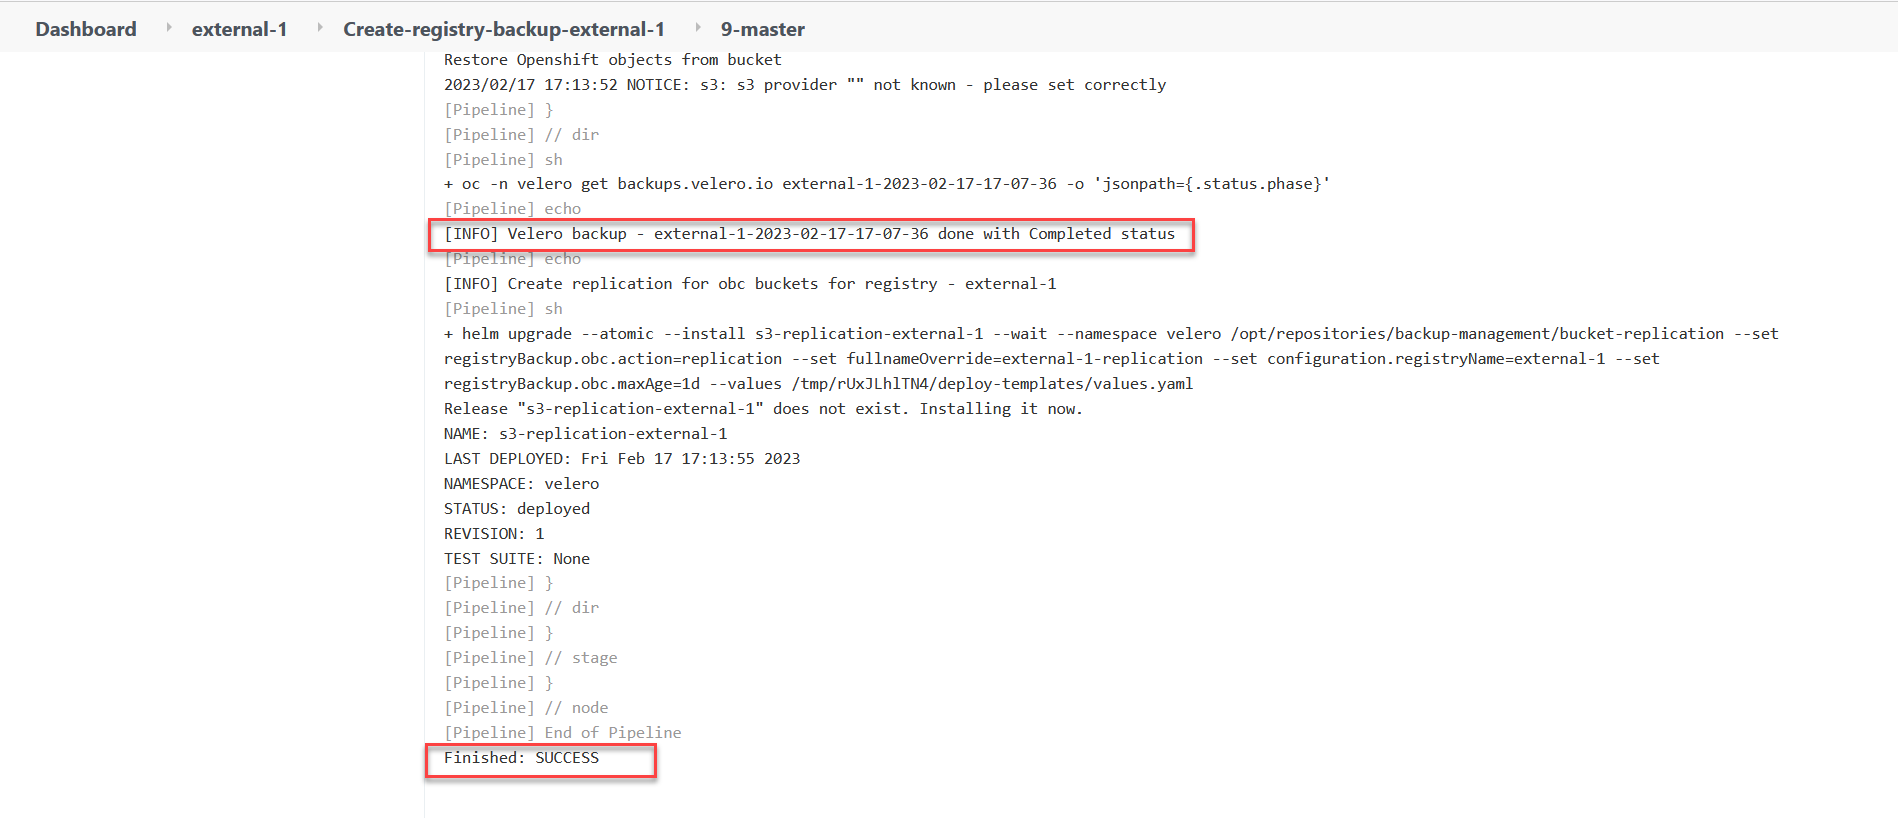 Dashboard external-1 Create-registry-backup-external-1 9-master
Restore Openshift objects from bucket
2023/02/17 17:13:52 NOTICE: s3: s3 provider "" not known - please set correctly
[Pipeline] }
[Pipeline] // dir
[Pipeline] sh
+ oc -n velero get backups.velero.io external-1-2023-02-17-17-07-36 -o 'jsonpath={.status.phase}'
[Pipeline] echo
[INFO] Velero backup - external-1-2023-02-17-17-07-36 done with Completed status
[Pipeline] echo
[INFO] Create replication for obc buckets for registry - external-1
[Pipeline] sh
+ helm upgrade --atomic --install s3-replication-external-1 --wait --namespace velero /opt/repositories/backup-management/bucket-replication --set
registryBackup.obc.action=replication --set fullnameOverride=external-1-replication --set configuration.registryName=external-1 --set
registryBackup.obc.maxAge=1d --values /tmp/rUxJLhlTN4/deploy-templates/values.yaml
Release "s3-replication-external-1" does not exist. Installing it now.
NAME: s3-replication-external-1
LAST DEPLOYED: Fri Feb 17 17:13:55 2023
NAMESPACE: velero
STATUS: deployed
REVISION: 1
TEST SUITE: None
[Pipeline] }
[Pipeline] // dir
[Pipeline] }
[Pipeline] // stage
[Pipeline] }
[Pipeline] // node
[Pipeline] End of Pipeline
Finished: SUCCESS